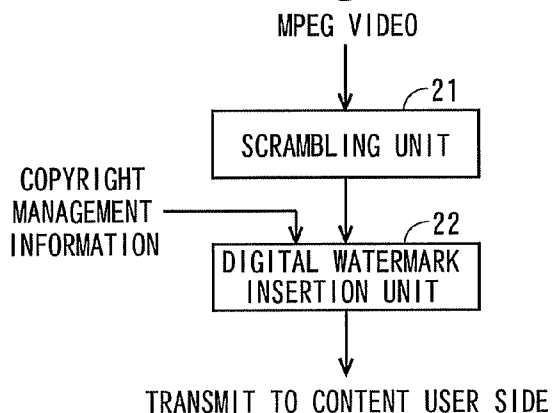 MPEG VIDEO
21
SCRAMBLING UNIT
COPYRIGHT
MANAGEMENT
INFORMATION
22
DIGITAL WATERMARK
INSERTION UNIT
TRANSMIT TO CONTENT USER SIDE